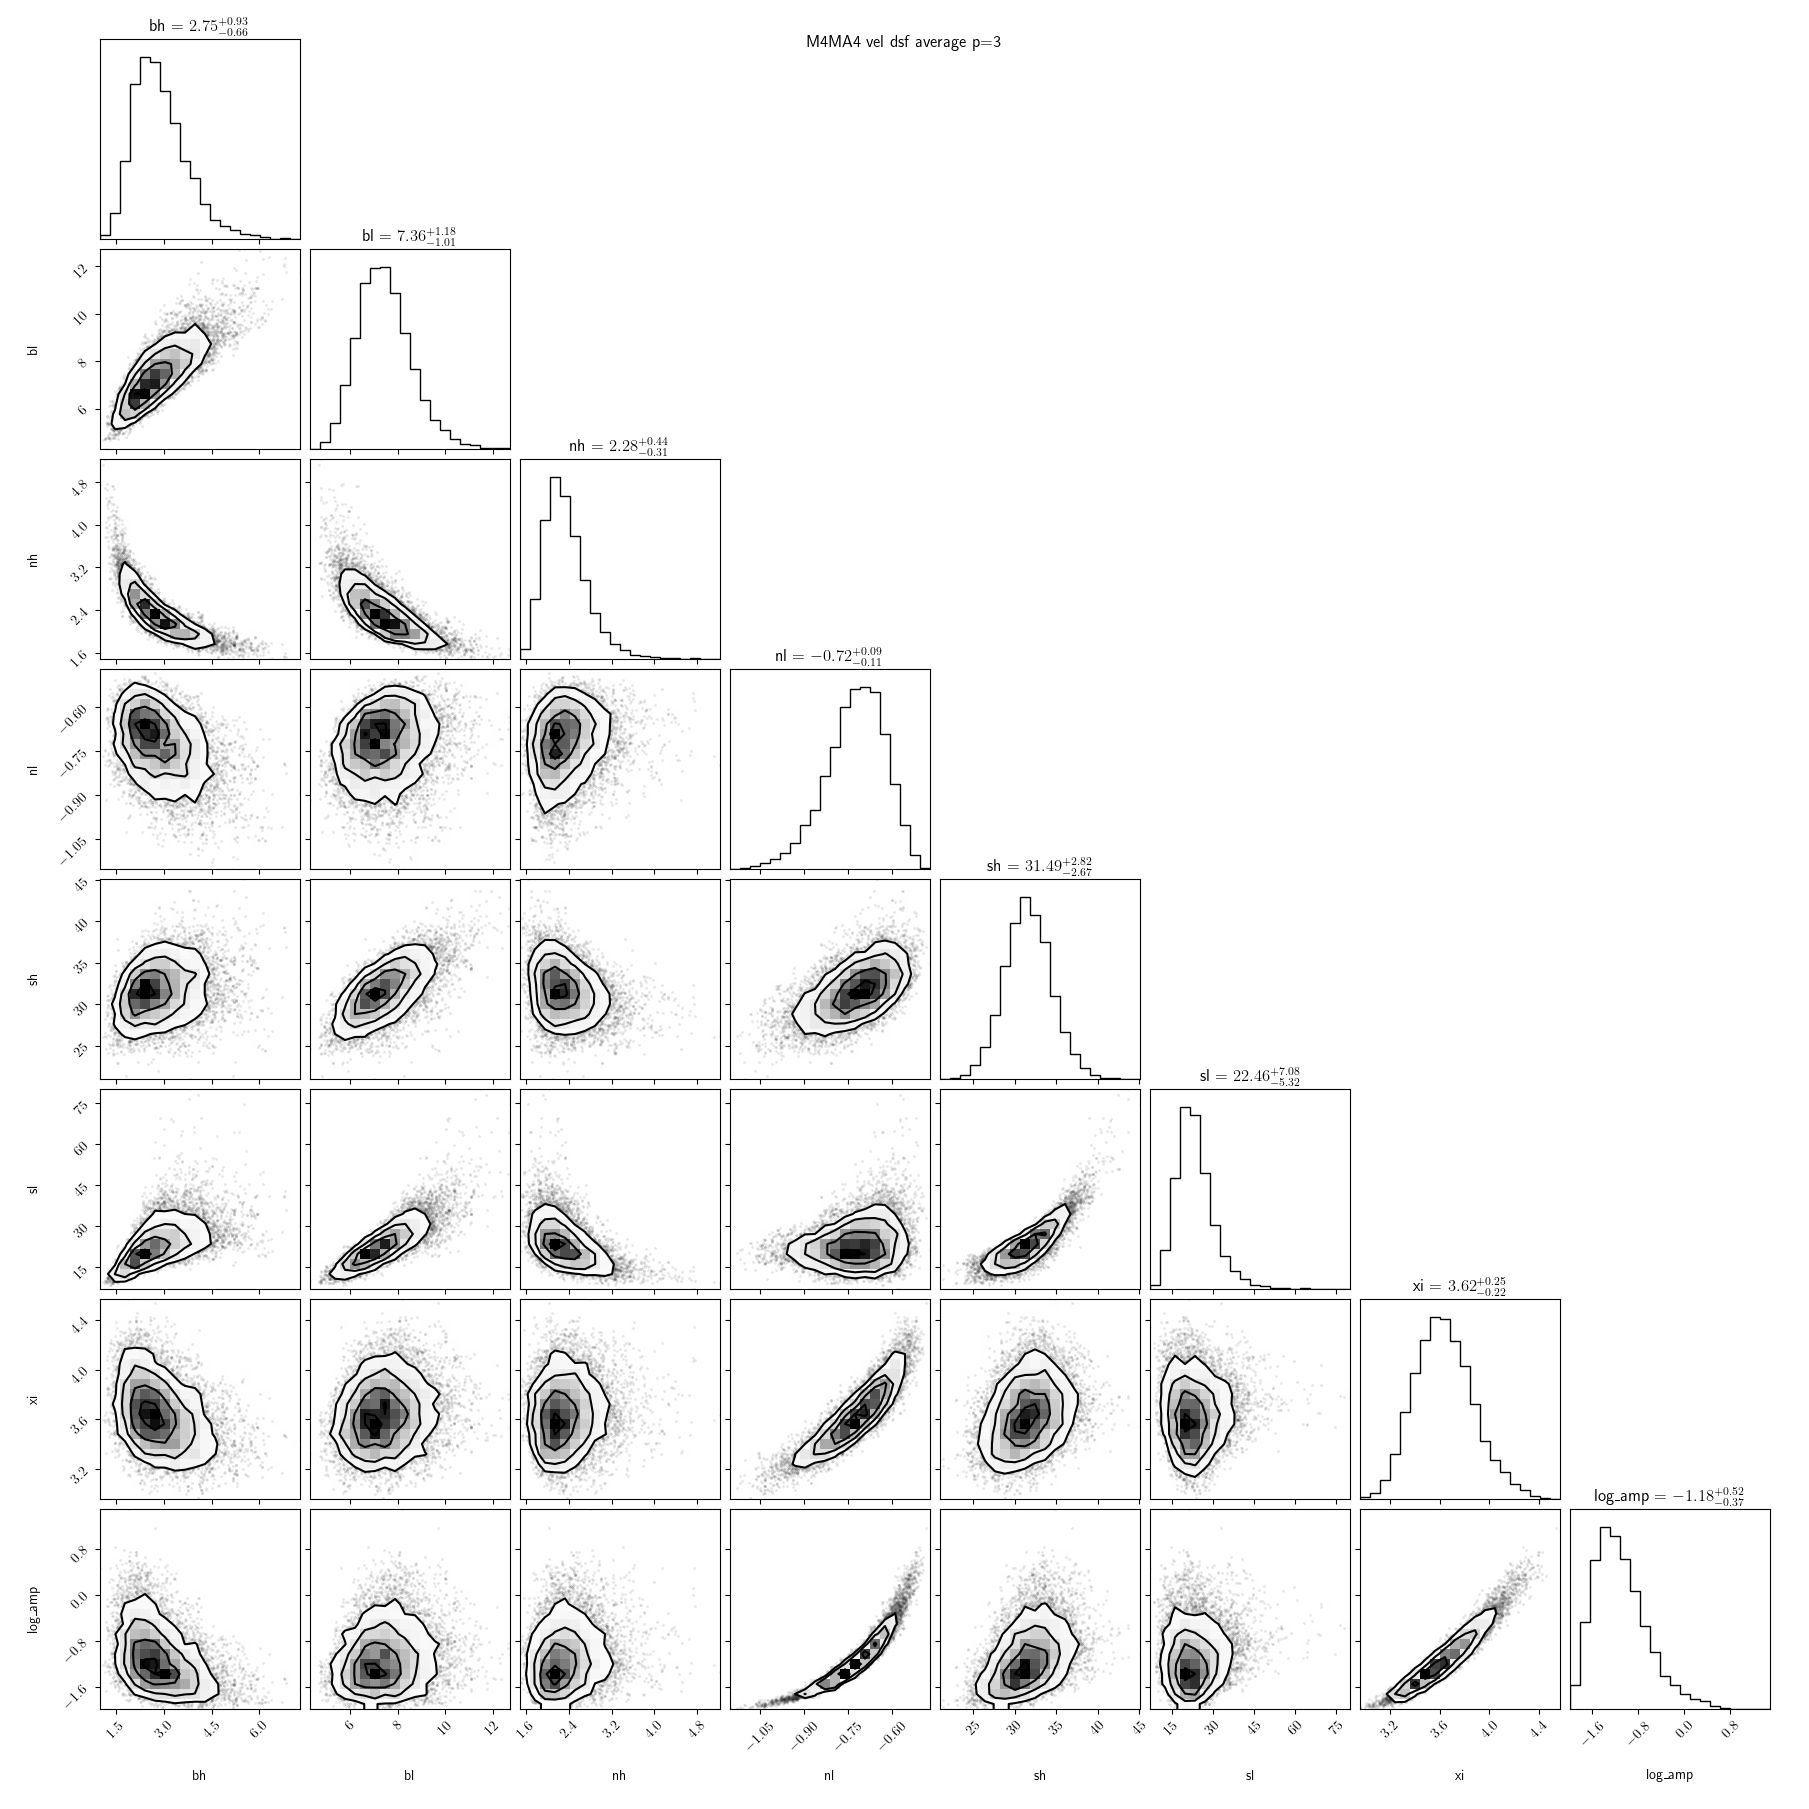 bh = 2.75+0.93−0.66
M4MA4 vel dsf average p=3
bl = 7.36+1.18−1.01
12
10
8
6
bl
nh = 2.28+0.44−0.31
4.8
4.0
3.2
2.4
1.6
nh
nl = −0.72+0.09−0.11
−0.60
−0.75
−0.90
−1.05
nl
sh = 31.49+2.82−2.67
45
40
35
30
25
sh
sl = 22.46+7.08−5.32
75
60
45
30
15
sl
xi = 3.62+0.25−0.22
4.4
4.0
3.6
3.2
xi
log_amp = −1.18+0.52−0.37
0.8
0.0
−0.8
−1.6
log_amp
1.5 3.0 4.5 6.0 6 8 10 12 1.6 2.4 3.2 4.0 4.8 −1.05 −0.90 −0.75 −0.60 25 30 35 40 45 15 30 45 60 75 3.2 3.6 4.0 4.4 −1.6 −0.8 0.0 0.8
bh bl nh nl sh sl xi log_amp